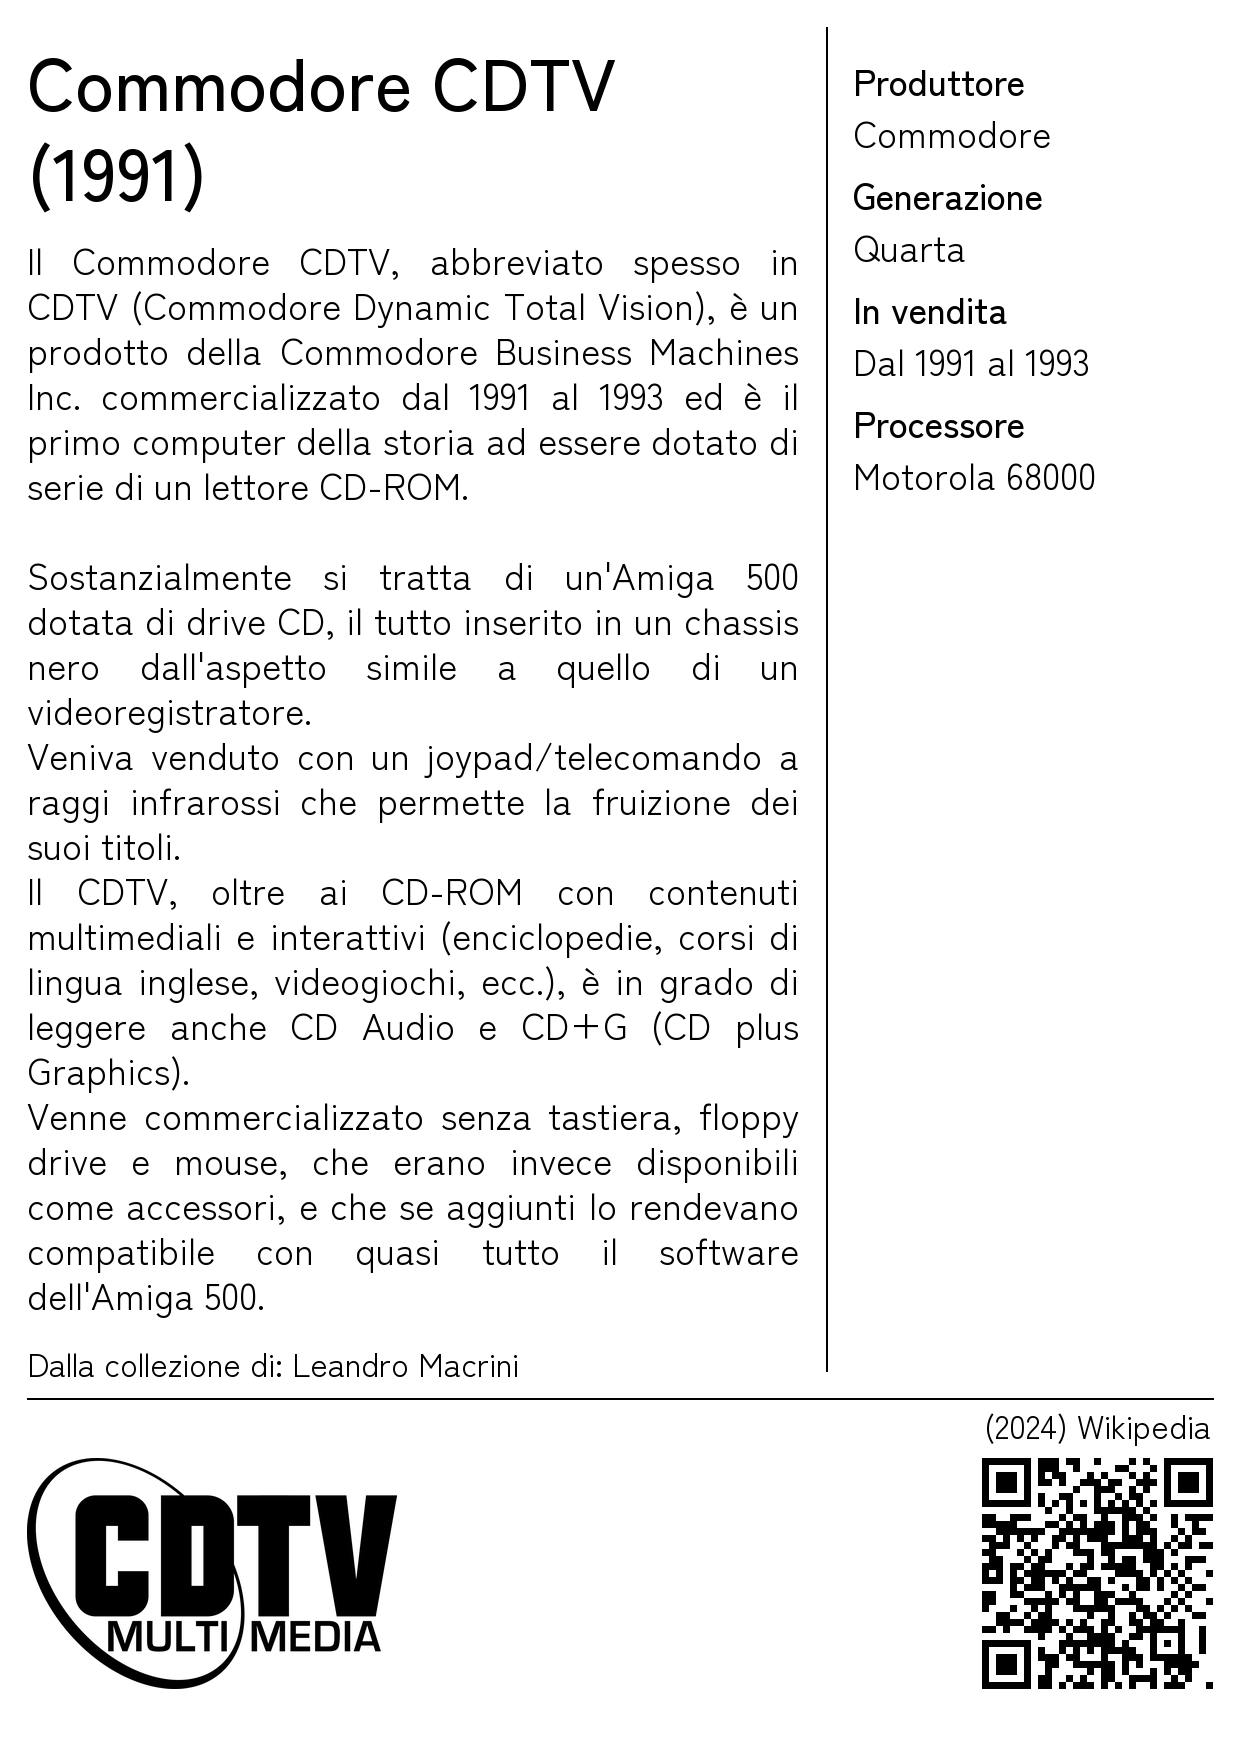 Commodore CDTV
(1991)
Il Commodore CDTV, abbreviato spesso in
CDTV (Commodore Dynamic Total Vision), è un
prodotto della Commodore Business Machines
Inc. commercializzato dal 1991 al 1993 ed è il
primo computer della storia ad essere dotato di
serie di un lettore CD-ROM.
Sostanzialmente si tratta di un'Amiga 500
dotata di drive CD, il tutto inserito in un chassis
nero dall'aspetto simile a quello di un
videoregistratore.
Veniva venduto con un joypad/telecomando a
raggi infrarossi che permette la fruizione dei
suoi titoli.
Il CDTV, oltre ai CD-ROM con contenuti
multimediali e interattivi (enciclopedie, corsi di
lingua inglese, videogiochi, ecc.), è in grado di
leggere anche CD Audio e CD+G (CD plus
Graphics).
Venne commercializzato senza tastiera, floppy
drive e mouse, che erano invece disponibili
come accessori, e che se aggiunti lo rendevano
compatibile con quasi tutto il software
dell'Amiga 500.
Dalla collezione di: Leandro Macrini
Produttore
Commodore
Generazione
Quarta
In vendita
Dal 1991 al 1993
Processore
Motorola 68000
(2024) Wikipedia
CDTV
MULTI MEDIA